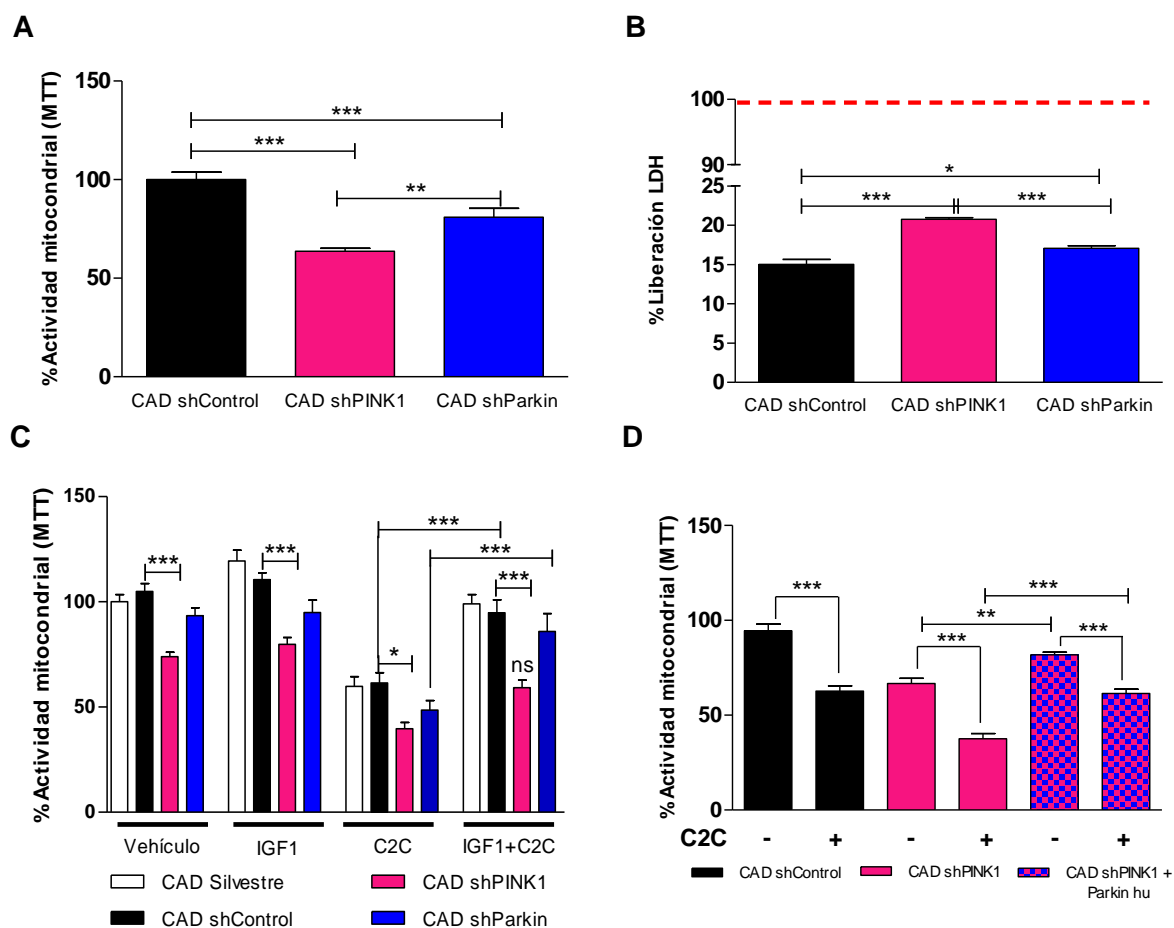 A
%Actividad mitocondrial (MTT)
150
100
50
0
***
***
**
CAD shControl
CAD shPINK1
CAD shParkin
B
%Liberación LDH
100
90
25
20
15
10
5
0
*
***
***
CAD shControl
CAD shPINK1
CAD shParkin
C
%Actividad mitocondrial (MTT)
150
100
50
0
***
***
*
***
***
***
ns
Vehículo
IGF1
C2C
IGF1+C2C
CAD Silvestre
CAD shPINK1
CAD shControl
CAD shParkin
D
%Actividad mitocondrial (MTT)
150
100
50
0
***
***
**
***
***
C2C - + - + - +
CAD shControl
CAD shPINK1
CAD shPINK1 +
Parkin hu